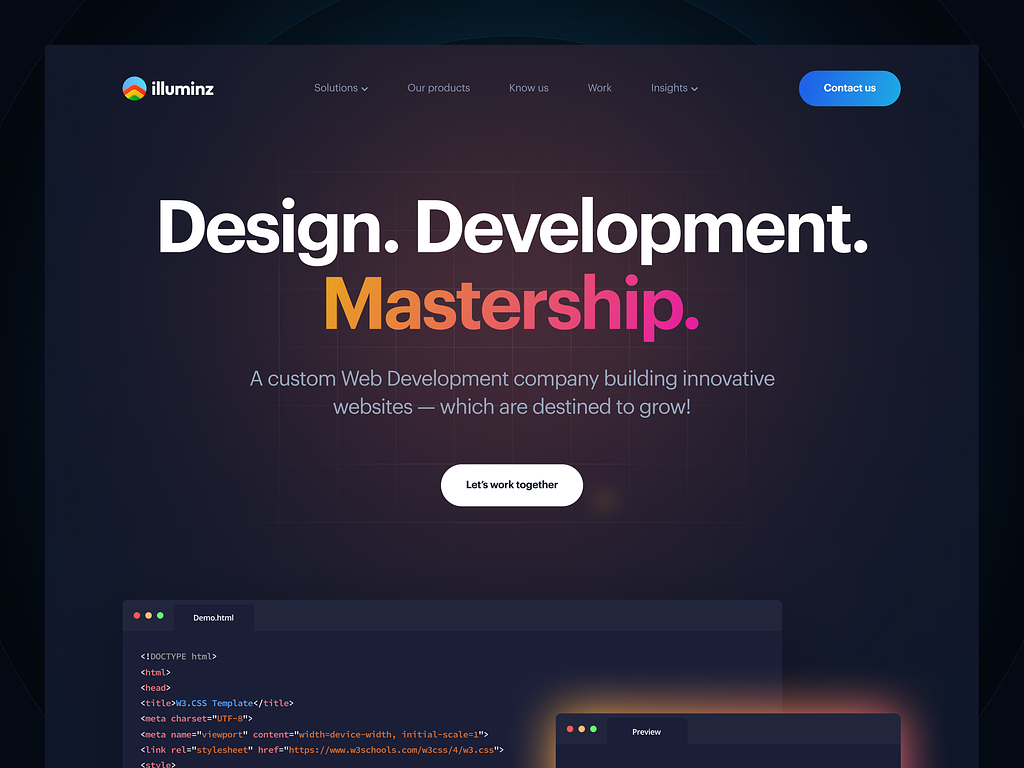 illuminz
Solutions
Our products
Know us
Work
Insights
Contact us
Design. Development.
Mastership.
A custom Web Development company building innovative
websites — which are destined to grow!
Let's work together
Demo.html
<!DOCTYPE html>
<html>
<head>
<title>W3.CSS Template</title>
<meta charset="UTF-8">
<meta name="viewport" content="width=device-width, initial-scale=1">
<link rel="stylesheet" href="https://www.w3schools.com/w3css/4/w3.css">
<style>
Preview